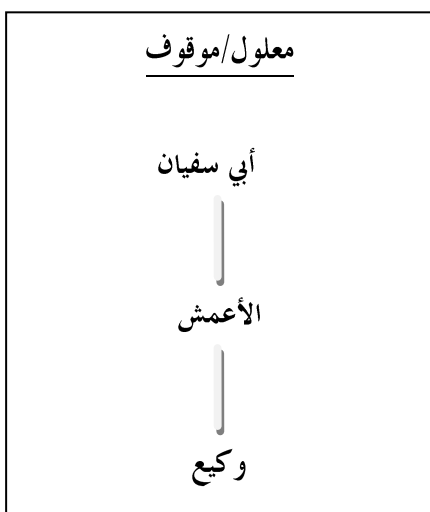 معلول/موقوف
أبي سفيان
الأعمش
وكيع